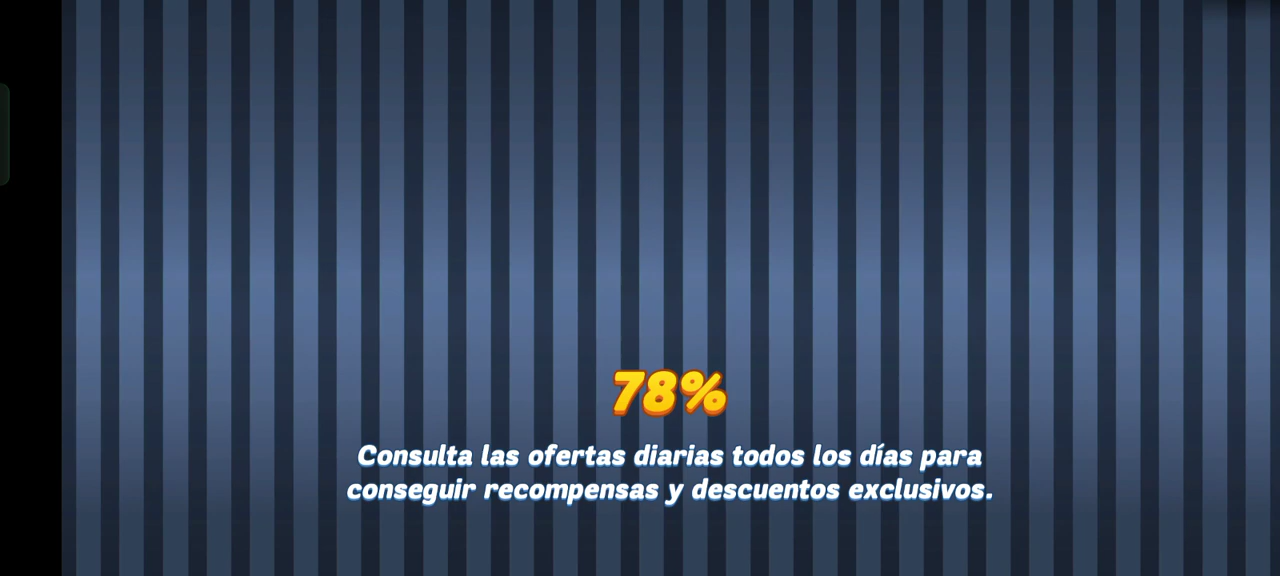 78%
Consulta las ofertas diarias todos los días para
conseguir recompensas y descuentos exclusivos.